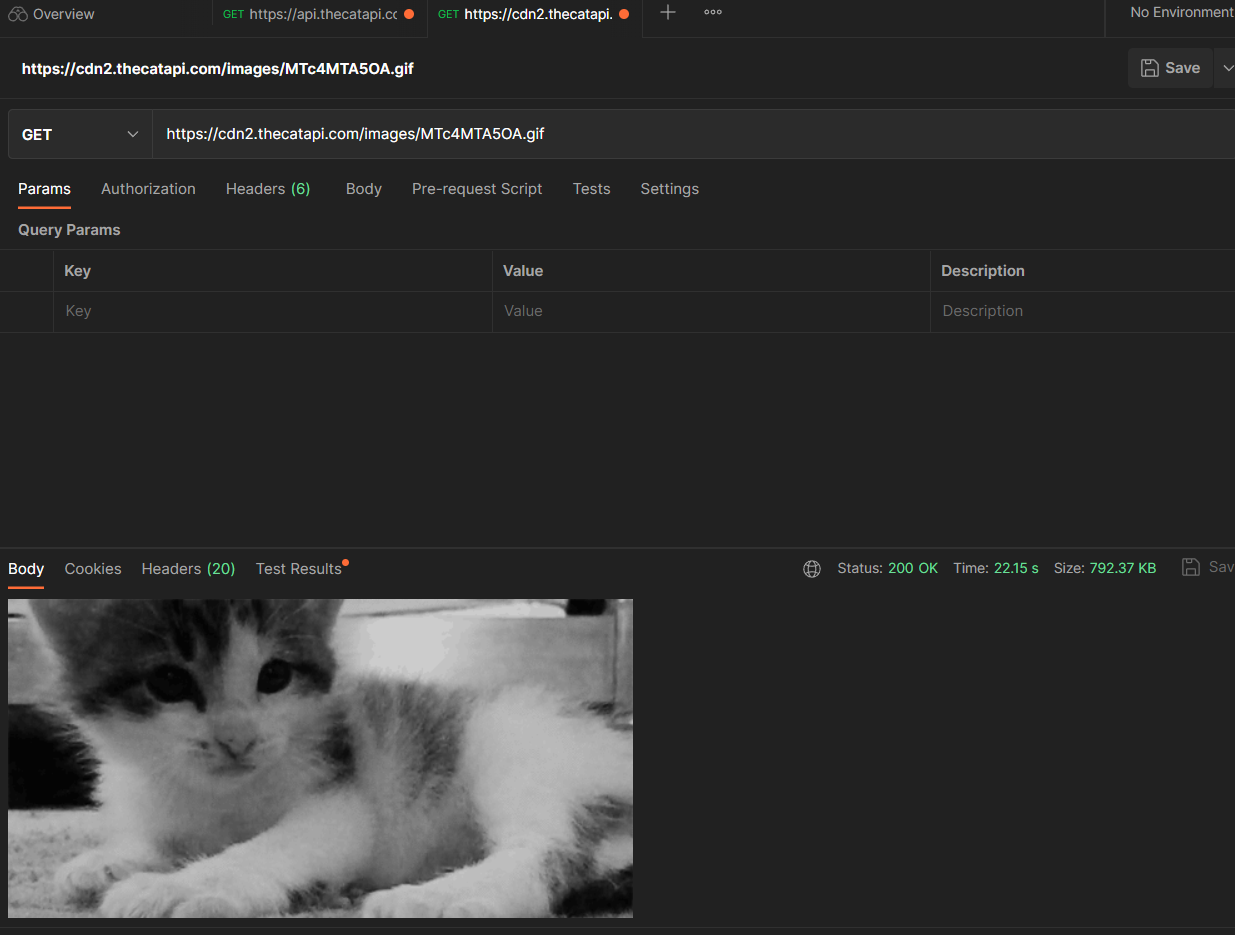 Overview
GET https://api.thecatapi.cc
GET https://cdn2.thecatapi.
No Environment
https://cdn2.thecatapi.com/images/MTc4MTA5OA.gif
Save
GET
https://cdn2.thecatapi.com/images/MTc4MTA5OA.gif
Params Authorization Headers (6) Body Pre-request Script Tests Settings
Query Params
Key Value Description
Key Value Description
Body Cookies Headers (20) Test Results Status: 200 OK Time: 22.15 s Size: 792.37 KB Sav